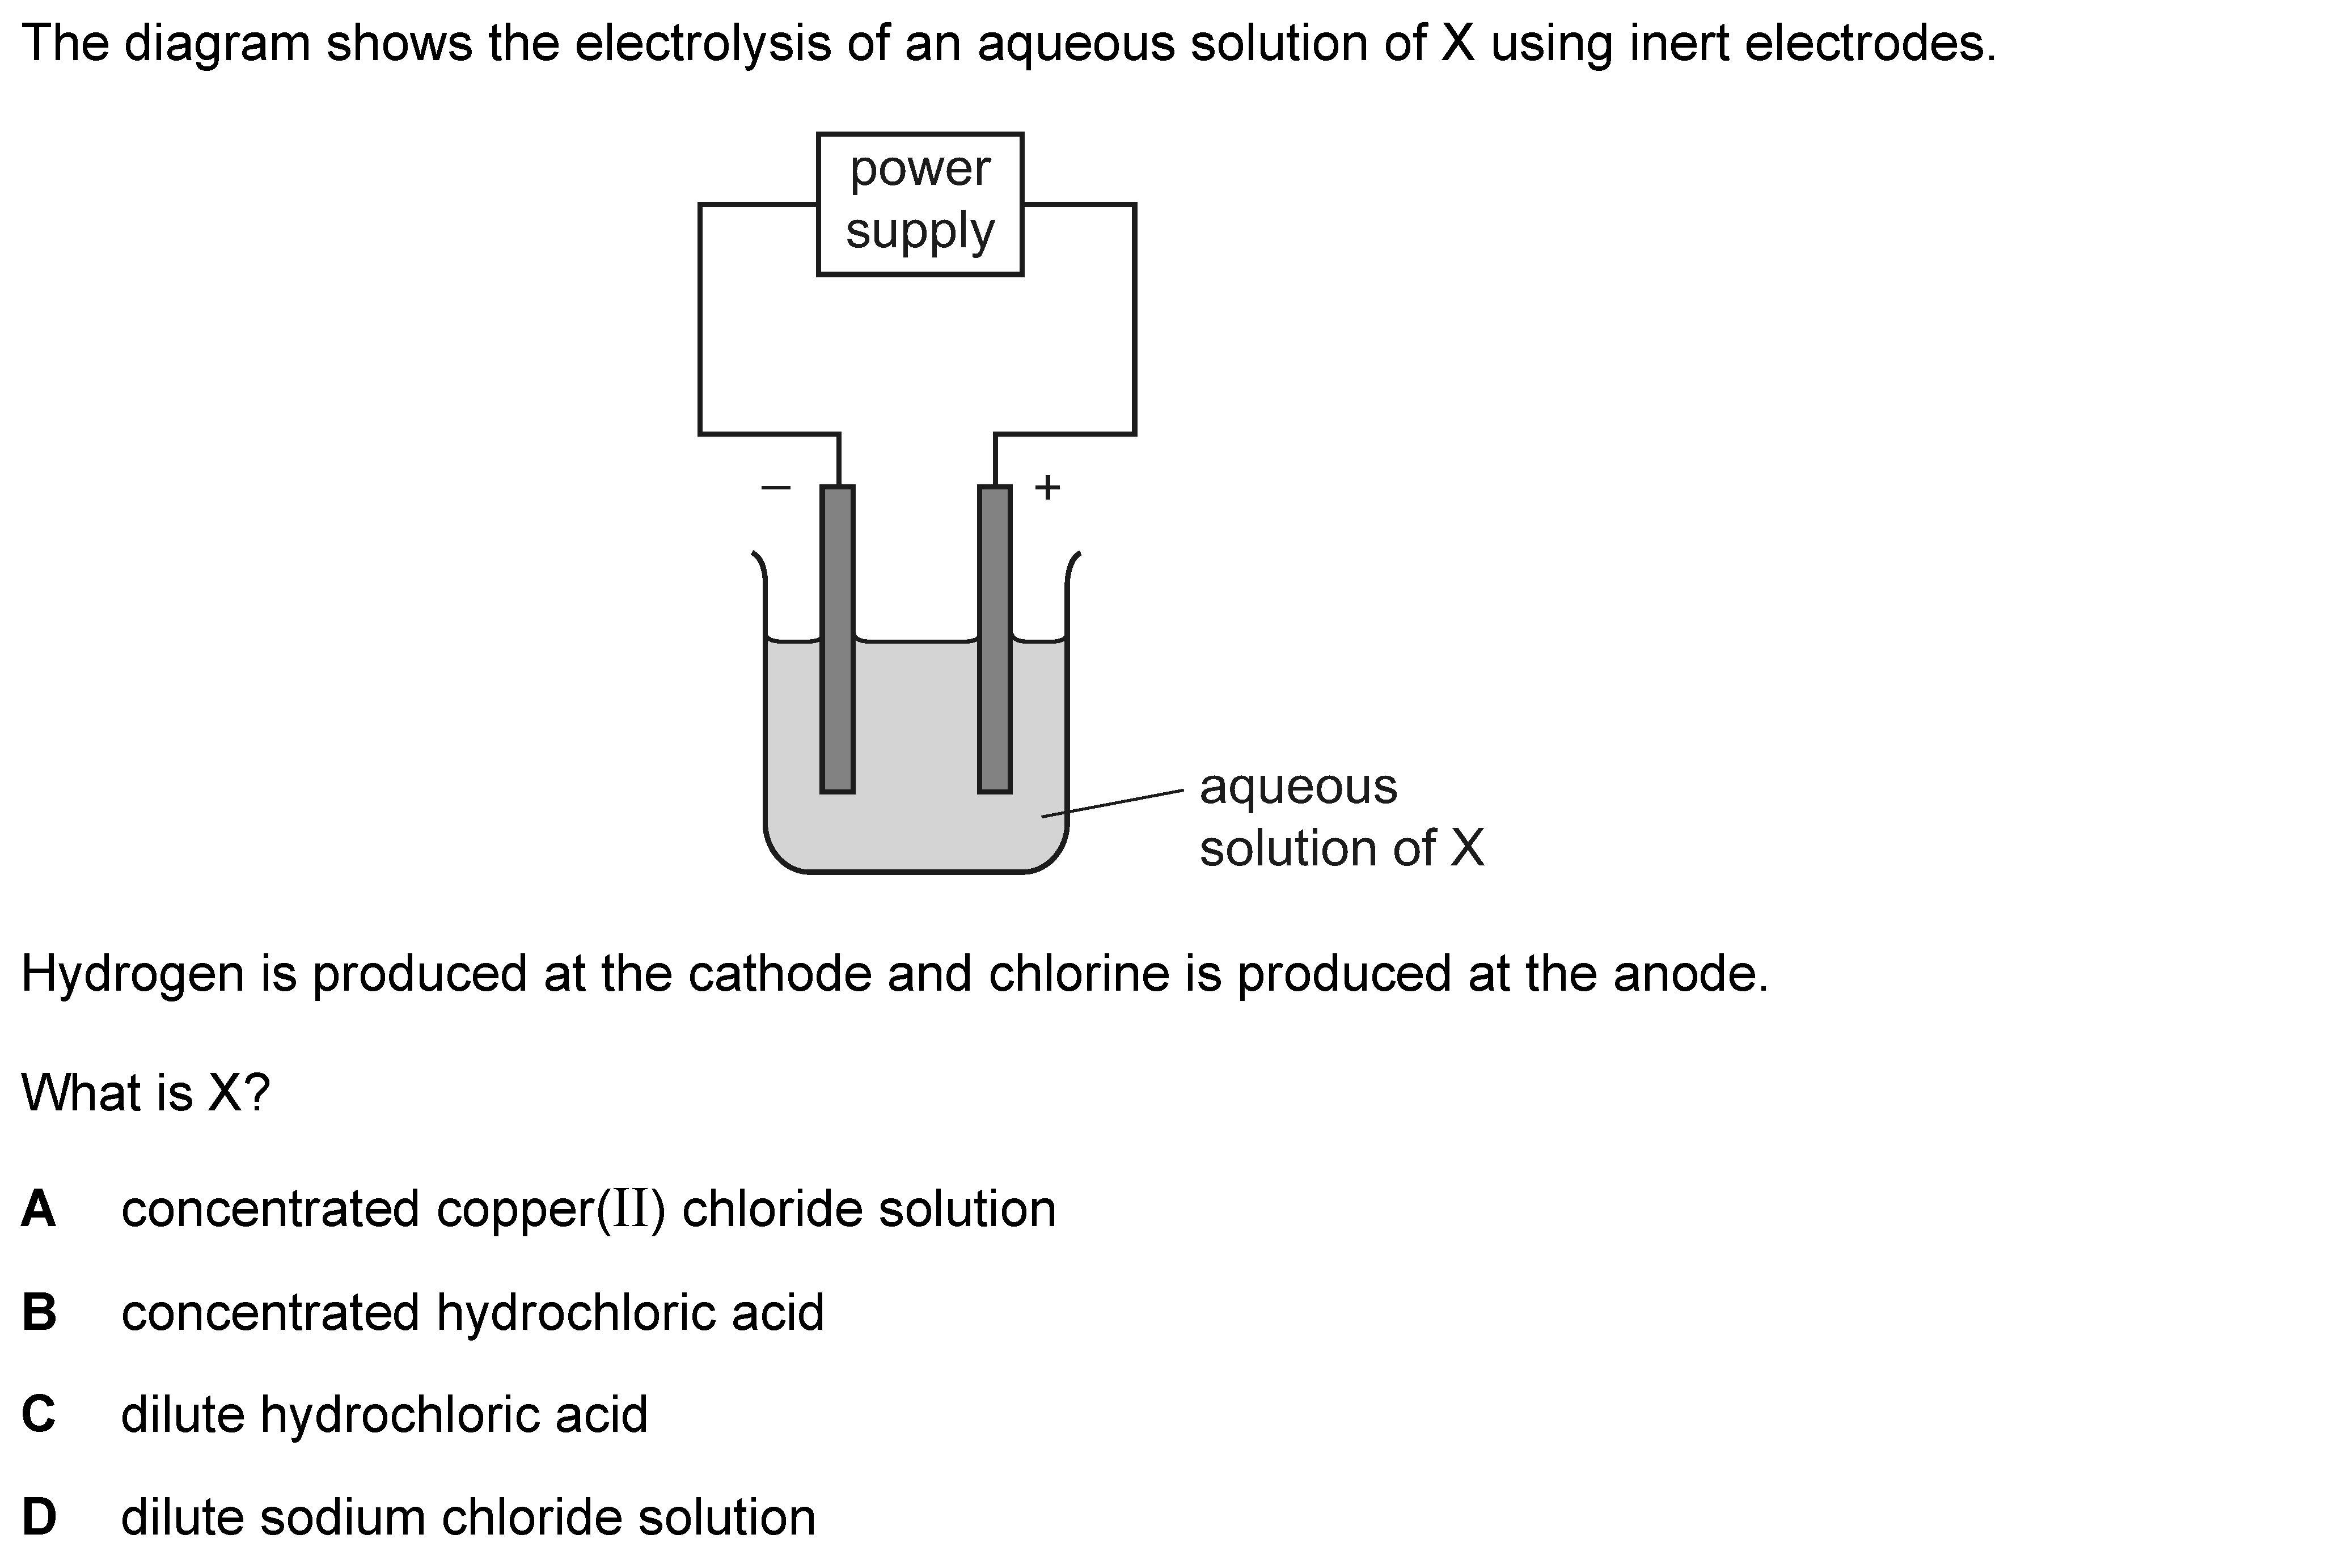 The diagram shows the electrolysis of an aqueous solution of X using inert electrodes.
power
supply
–
+
aqueous
solution of X
Hydrogen is produced at the cathode and chlorine is produced at the anode.
What is X?
A concentrated copper(II) chloride solution
B concentrated hydrochloric acid
C dilute hydrochloric acid
D dilute sodium chloride solution